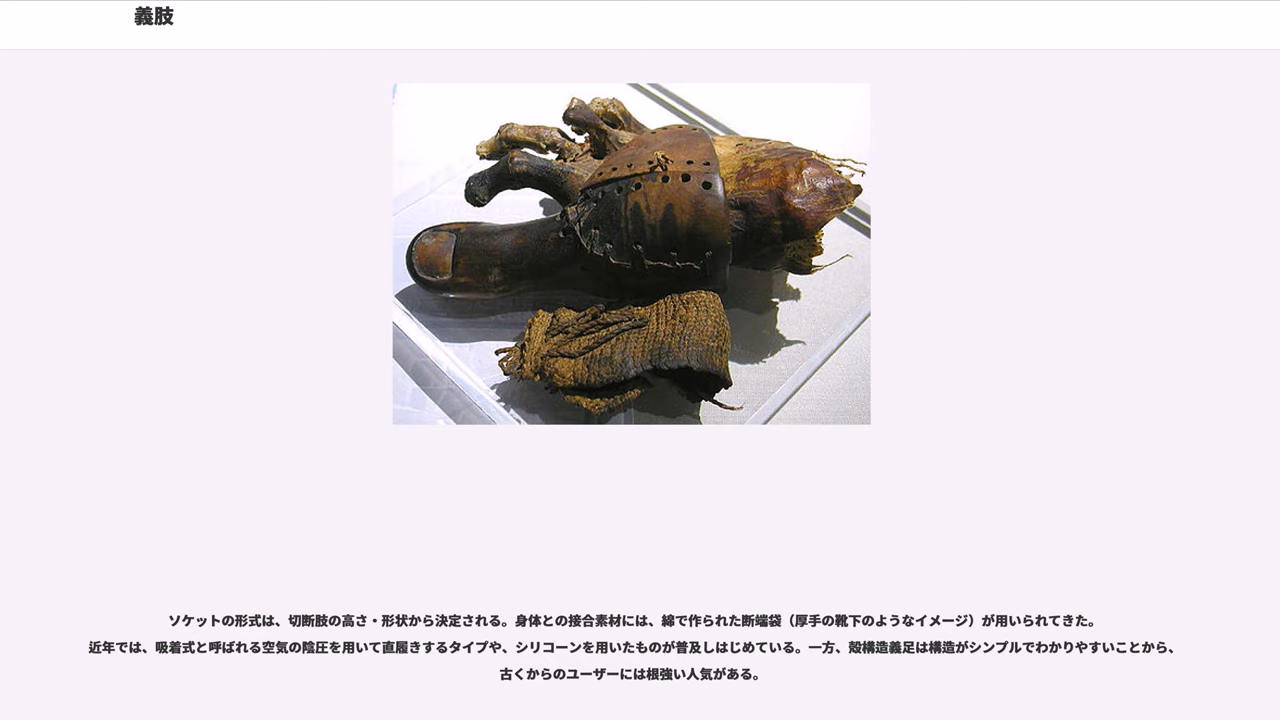 義肢
ソケットの形式は、切断肢の高さ・形状から決定される。身体との接合素材には、綿で作られた断端袋（厚手の靴下のようなイメージ）が用いられてきた。
近年では、吸着式と呼ばれる空気の陰圧を用いて直履きするタイプや、シリコーンを用いたものが普及しはじめている。一方、殻構造義足は構造がシンプルでわかりやすいことから、
古くからのユーザーには根強い人気がある。